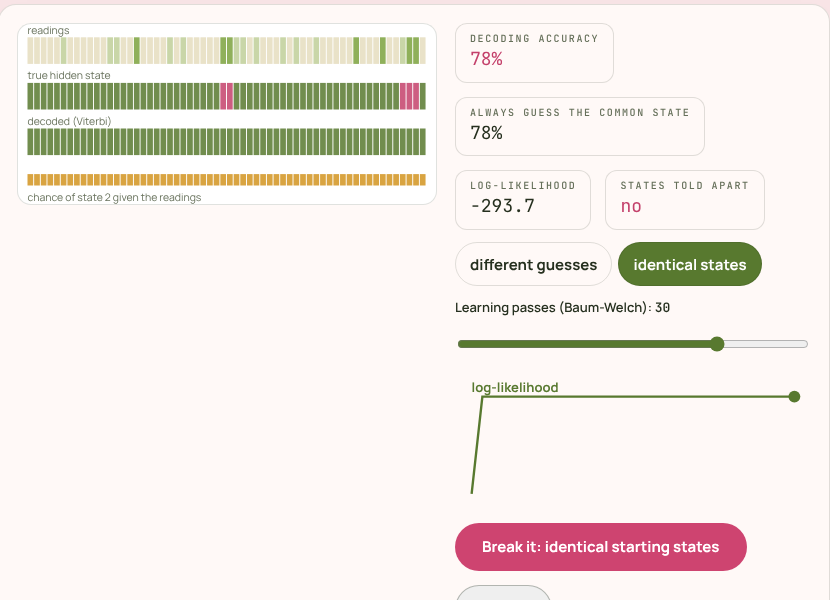 readings
true hidden state
decoded (Viterbi)
chance of state 2 given the readings
DECODING ACCURACY
78%
ALWAYS GUESS THE COMMON STATE
78%
LOG-LIKELIHOOD
-293.7
STATES TOLD APART
no
different guesses
identical states
Learning passes (Baum-Welch): 30
log-likelihood
Break it: identical starting states